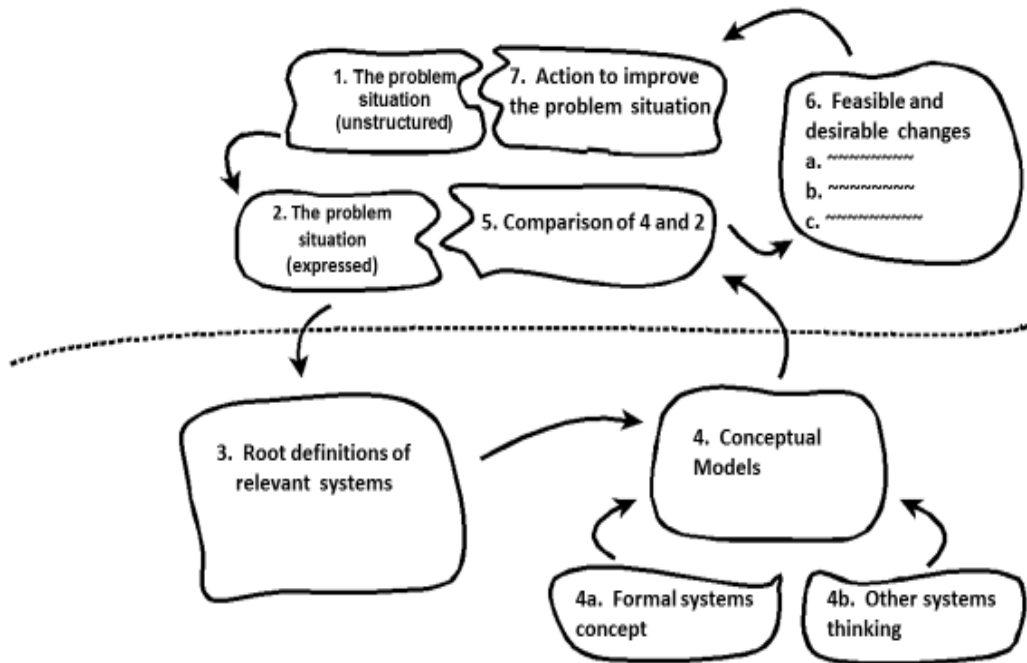 1. The problem
situation
(unstructured)
7. Action to improve
the problem situation
6. Feasible and
desirable changes
a. ~~~~~~~~~
b. ~~~~~~~~~
c. ~~~~~~~~~~
2. The problem
situation
(expressed)
5. Comparison of 4 and 2
3. Root definitions of
relevant systems
4. Conceptual
Models
4a. Formal systems
concept
4b. Other systems
thinking